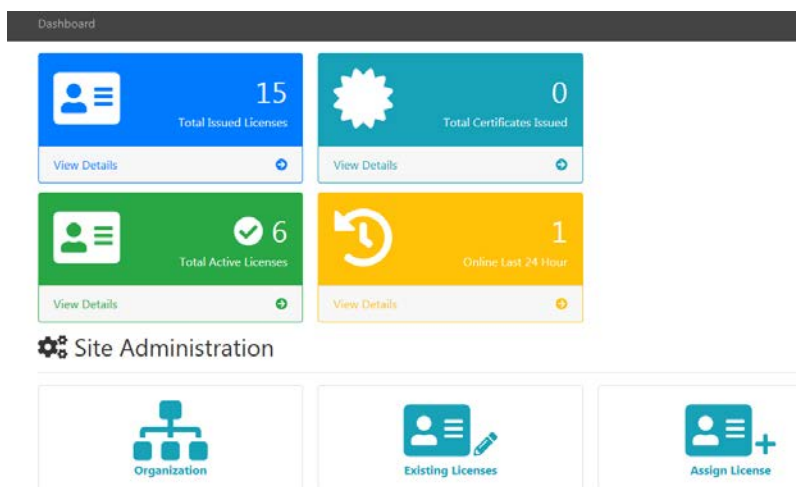 Dashboard
15
Total Issued Licenses
View Details
0
Total Certificates Issued
View Details
6
Total Active Licenses
View Details
1
Online Last 24 Hour
View Details
Site Administration
Organization
Existing Licenses
Assign License